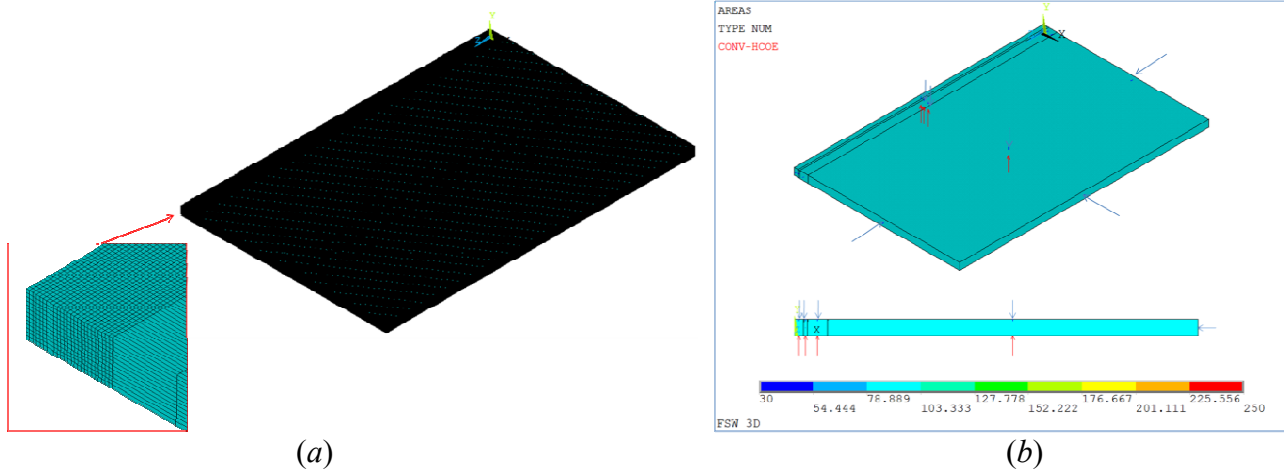 Y
Z
(a)
AREAS
TYPE NUM
CONV-HCOE
Y
X
X
30 78.889 127.778 176.667 225.556
54.444 103.333 152.222 201.111 250
FSW 3D
(b)